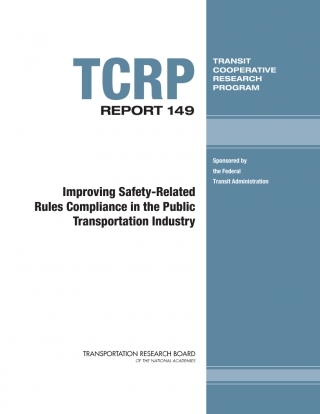 TCRP
REPORT 149
TRANSIT
COOPERATIVE
RESEARCH
PROGRAM
Sponsored by
the Federal
Transit Administration
Improving Safety-Related
Rules Compliance in the Public
Transportation Industry
TRANSPORTATION RESEARCH BOARD
OF THE NATIONAL ACADEMIES